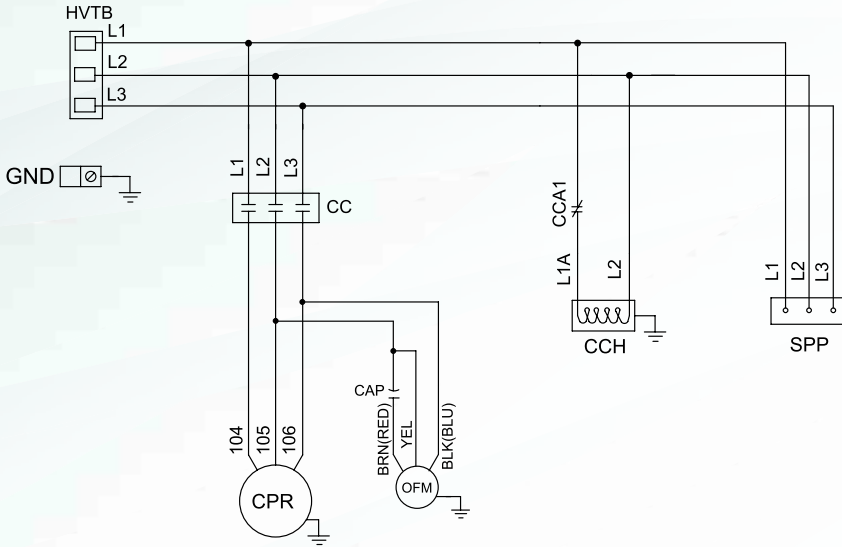 HVTB
L1
L2
L3
GND
L1
L2
L3
CC
CCA1
L1A
L2
CCH
L1
L2
L3
SPP
CAP
BRN(RED)
YEL
BLK(BLU)
104
105
106
CPR
OFM